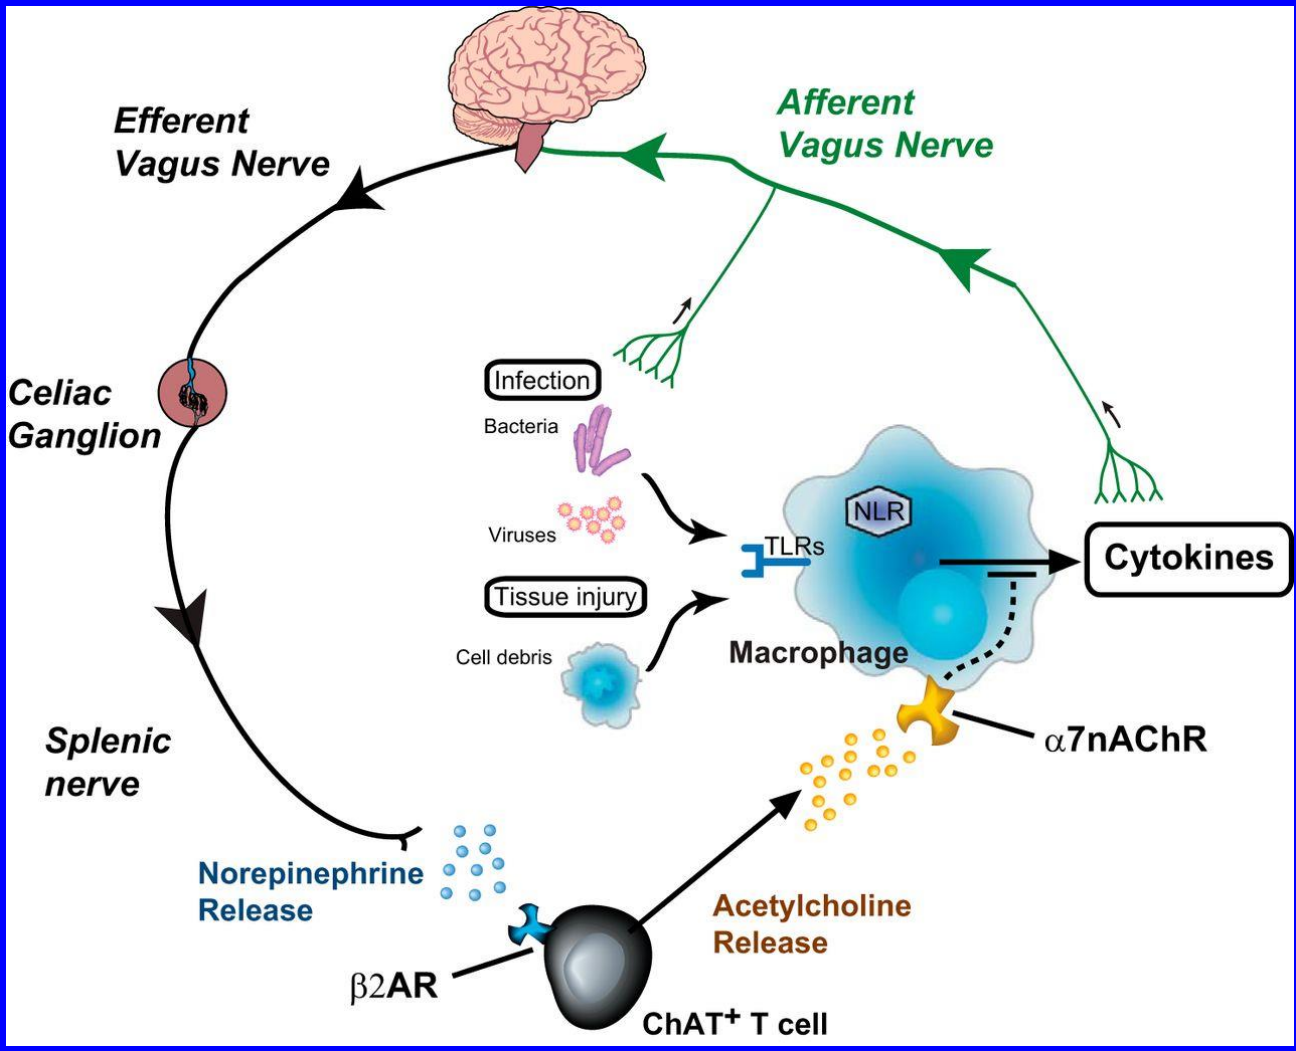 Efferent
Vagus Nerve
Afferent
Vagus Nerve
Celiac
Ganglion
Infection
Bacteria
Viruses
Tissue injury
Cell debris
NLR
TLRs
Macrophage
Cytokines
α7nAChR
Splenic
nerve
Norepinephrine
Release
Acetylcholine
Release
β2AR
ChAT⁺ T cell